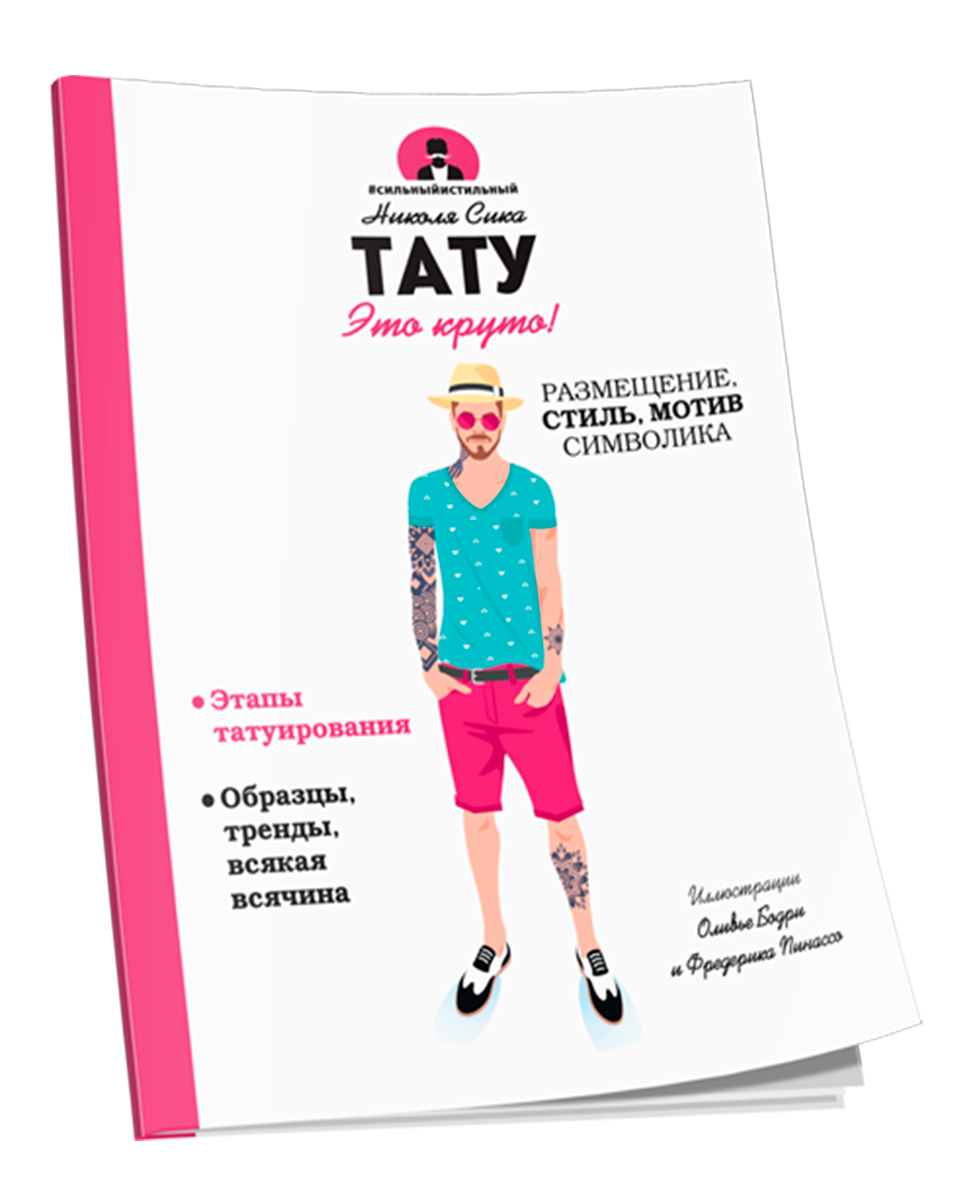 #СИЛЬНЫЙИСТИЛЬНЫЙ
Николя Сика
ТАТУ
Это круто!
РАЗМЕЩЕНИЕ,
СТИЛЬ, МОТИВ
СИМВОЛИКА
• Этапы
татуирования
• Образцы,
тренды,
всякая
всячина
Иллюстрации
Оливье Бодри
и Фредерика Пинассо